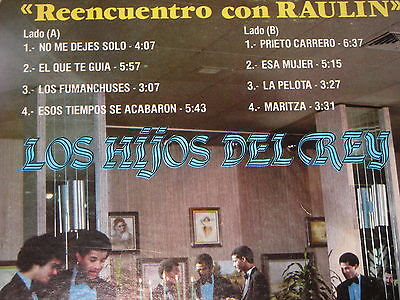 «Reencuentro con RAULIN»
Lado (A)
1.- NO ME DEJES SOLO - 4:07
2.- EL QUE TE GUIA - 5:57
3.- LOS FUMANCHUSES - 3:07
4.- ESOS TIEMPOS SE ACABARON - 5:43
Lado (B)
1.- PRIETO CARRERO - 6:37
2.- ESA MUJER - 5:15
3.- LA PELOTA - 3:27
4.- MARITZA - 3:31
LOS HIJOS DEL REY